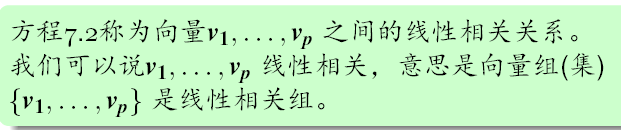 方程7.2称为向量v₁, . . . , vₚ 之间的线性相关关系。
我们可以说v₁, . . . , vₚ 线性相关，意思是向量组(集)
{v₁, . . . , vₚ} 是线性相关组。